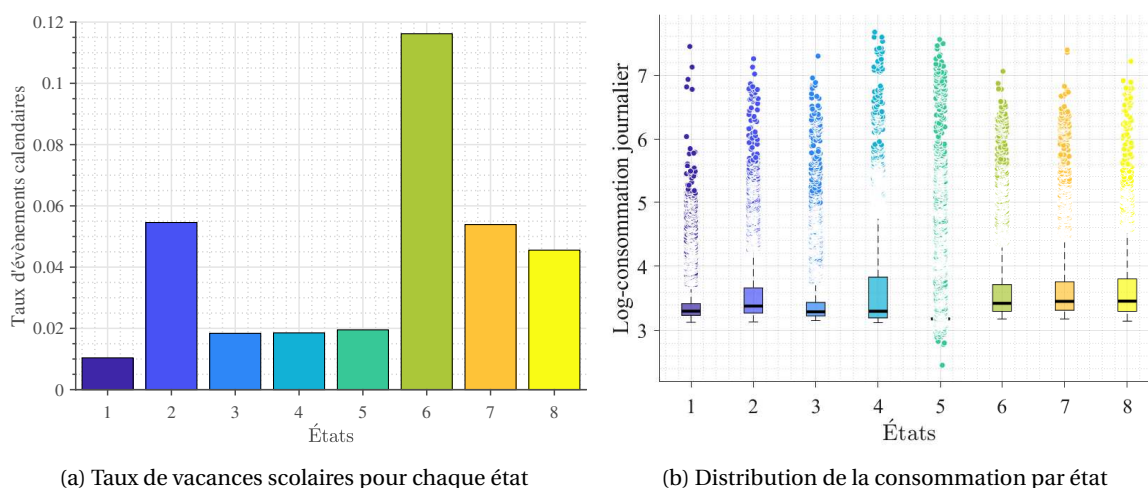 0.12
0.1
0.08
0.06
0.04
0.02
0
Taux d'évènements calendaires
1 2 3 4 5 6 7 8
États
(a) Taux de vacances scolaires pour chaque état
7
6
5
4
3
Log-consommation journalier
1 2 3 4 5 6 7 8
États
(b) Distribution de la consommation par état